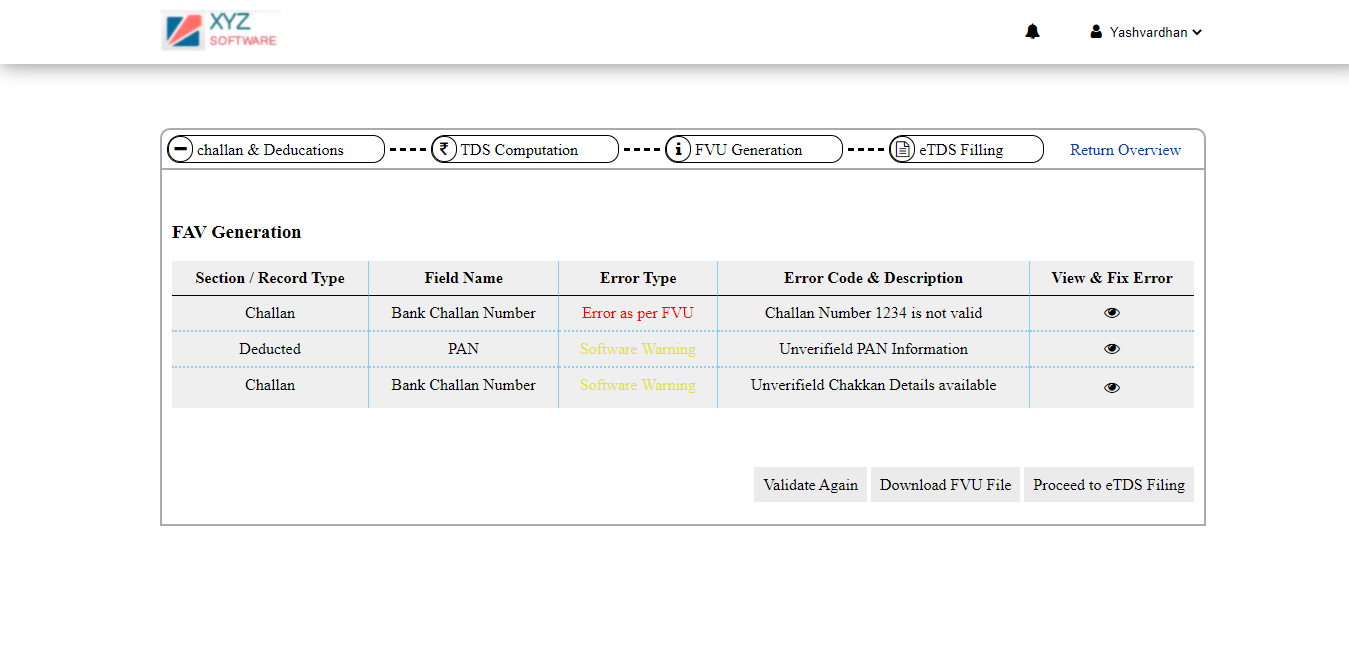 XYZ
SOFTWARE
Yashvardhan
challan & Deducations
TDS Computation
FVU Generation
eTDS Filling
Return Overview
FAV Generation
Section / Record Type Field Name Error Type Error Code & Description View & Fix Error
Challan Bank Challan Number Error as per FVU Challan Number 1234 is not valid
Deducted PAN Software Warning Unverifield PAN Information
Challan Bank Challan Number Software Warning Unverifield Chakkan Details available
Validate Again Download FVU File Proceed to eTDS Filing